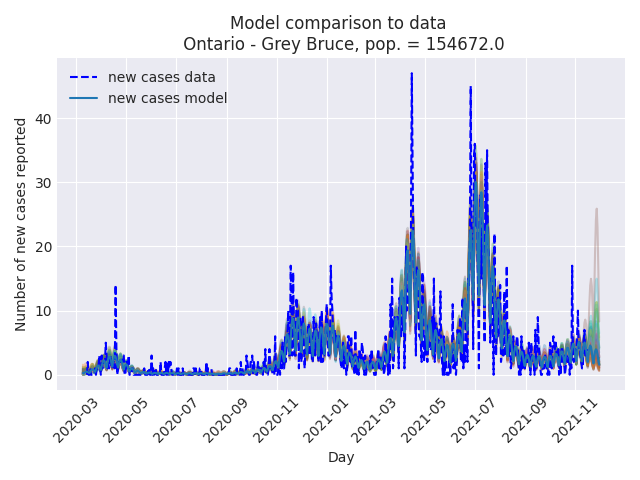 Model comparison to data
Ontario - Grey Bruce, pop. = 154672.0
new cases data
new cases model
Number of new cases reported
40
30
20
10
0
2020-03
2020-05
2020-07
2020-09
2020-11
2021-01
2021-03
2021-05
2021-07
2021-09
2021-11
Day